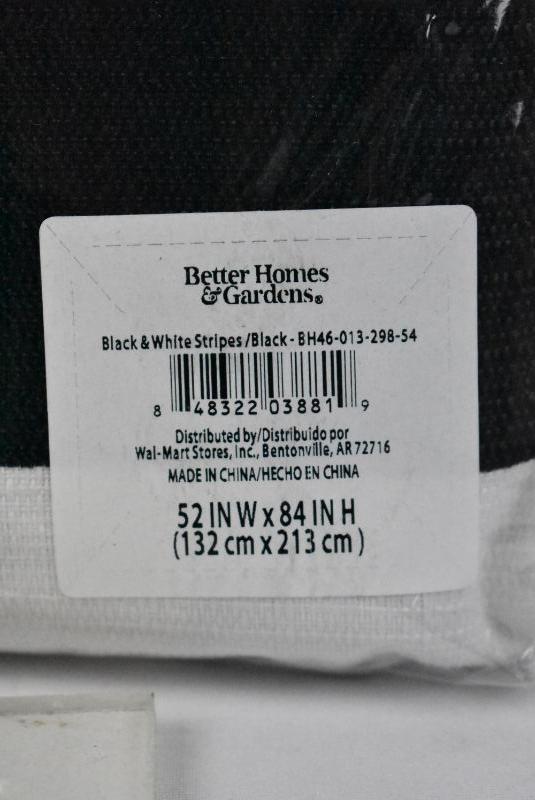 Better Homes
& Gardens®
Black & White Stripes /Black - BH46-013-298-54
8 48322 03881 9
Distributed by/Distribuido por
Wal-Mart Stores, Inc., Bentonville, AR 72716
MADE IN CHINA/HECHO EN CHINA
52 IN W x 84 IN H
(132 cm x 213 cm )